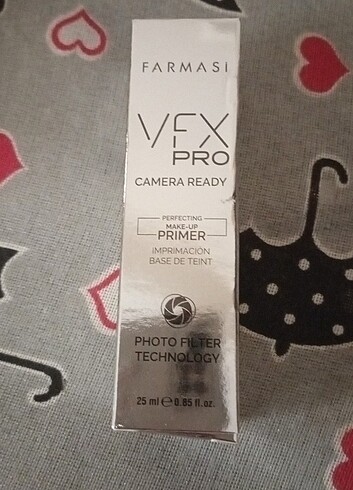 FARMASI
VFX
PRO
CAMERA READY
PERFECTING
MAKE-UP
PRIMER
iMPRiMACIÓN
BASE DE TEINT
PHOTO FILTER
TECHNOLOGY
25 ml ℮ 0.85 fl.oz.